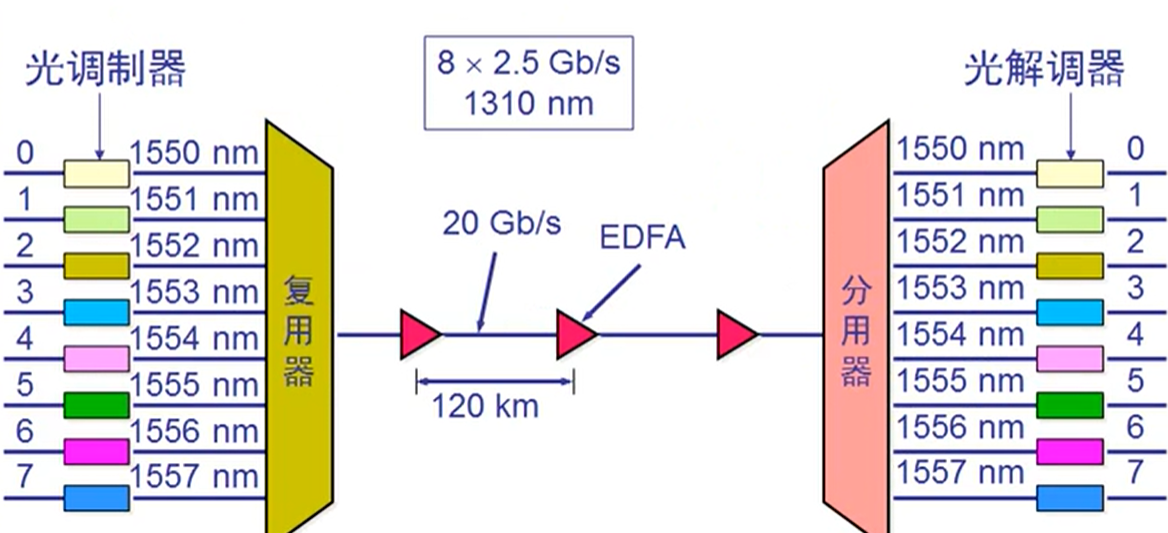 光调制器
8 × 2.5 Gb/s
1310 nm
光解调器
0 1550 nm
1 1551 nm
2 1552 nm
3 1553 nm
4 1554 nm
5 1555 nm
6 1556 nm
7 1557 nm
复用器
20 Gb/s
EDFA
120 km
分用器
1550 nm 0
1551 nm 1
1552 nm 2
1553 nm 3
1554 nm 4
1555 nm 5
1556 nm 6
1557 nm 7